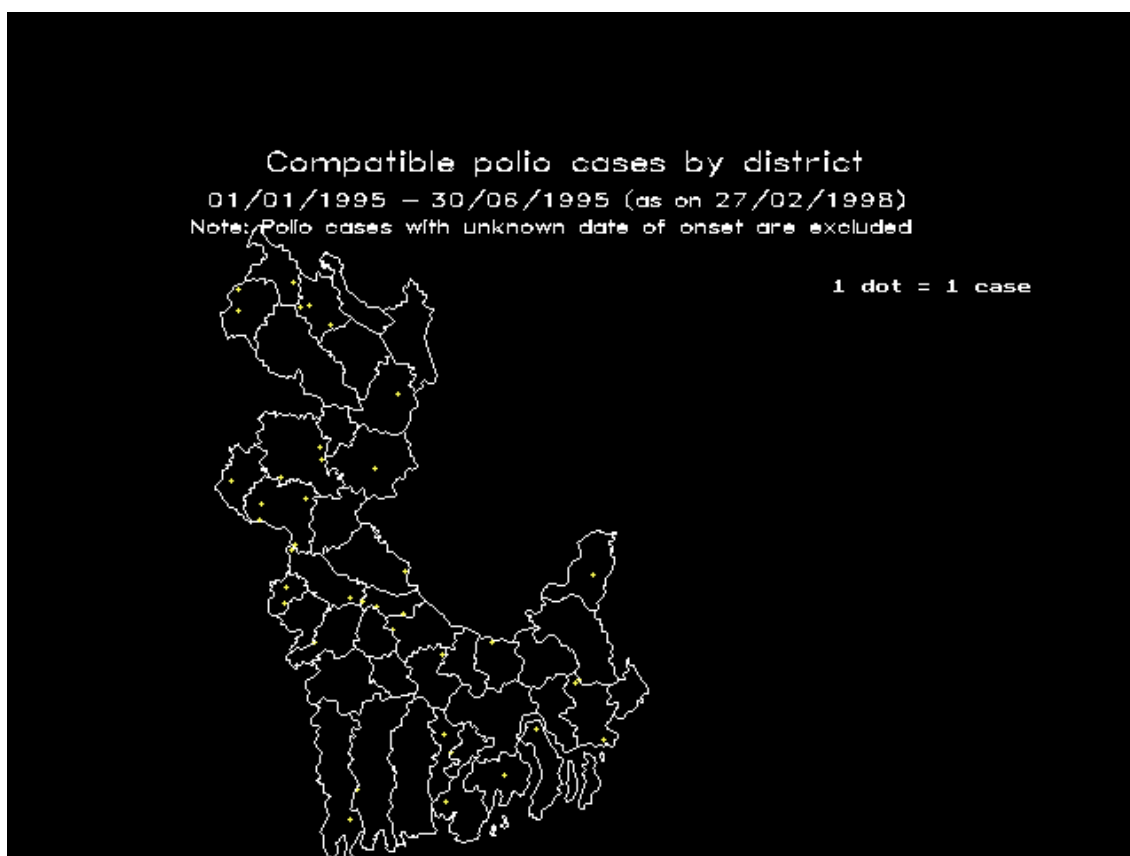 Compatible polio cases by district
01/01/1995 – 30/06/1995 (as on 27/02/1998)
Note: Polio cases with unknown date of onset are excluded
1 dot = 1 case